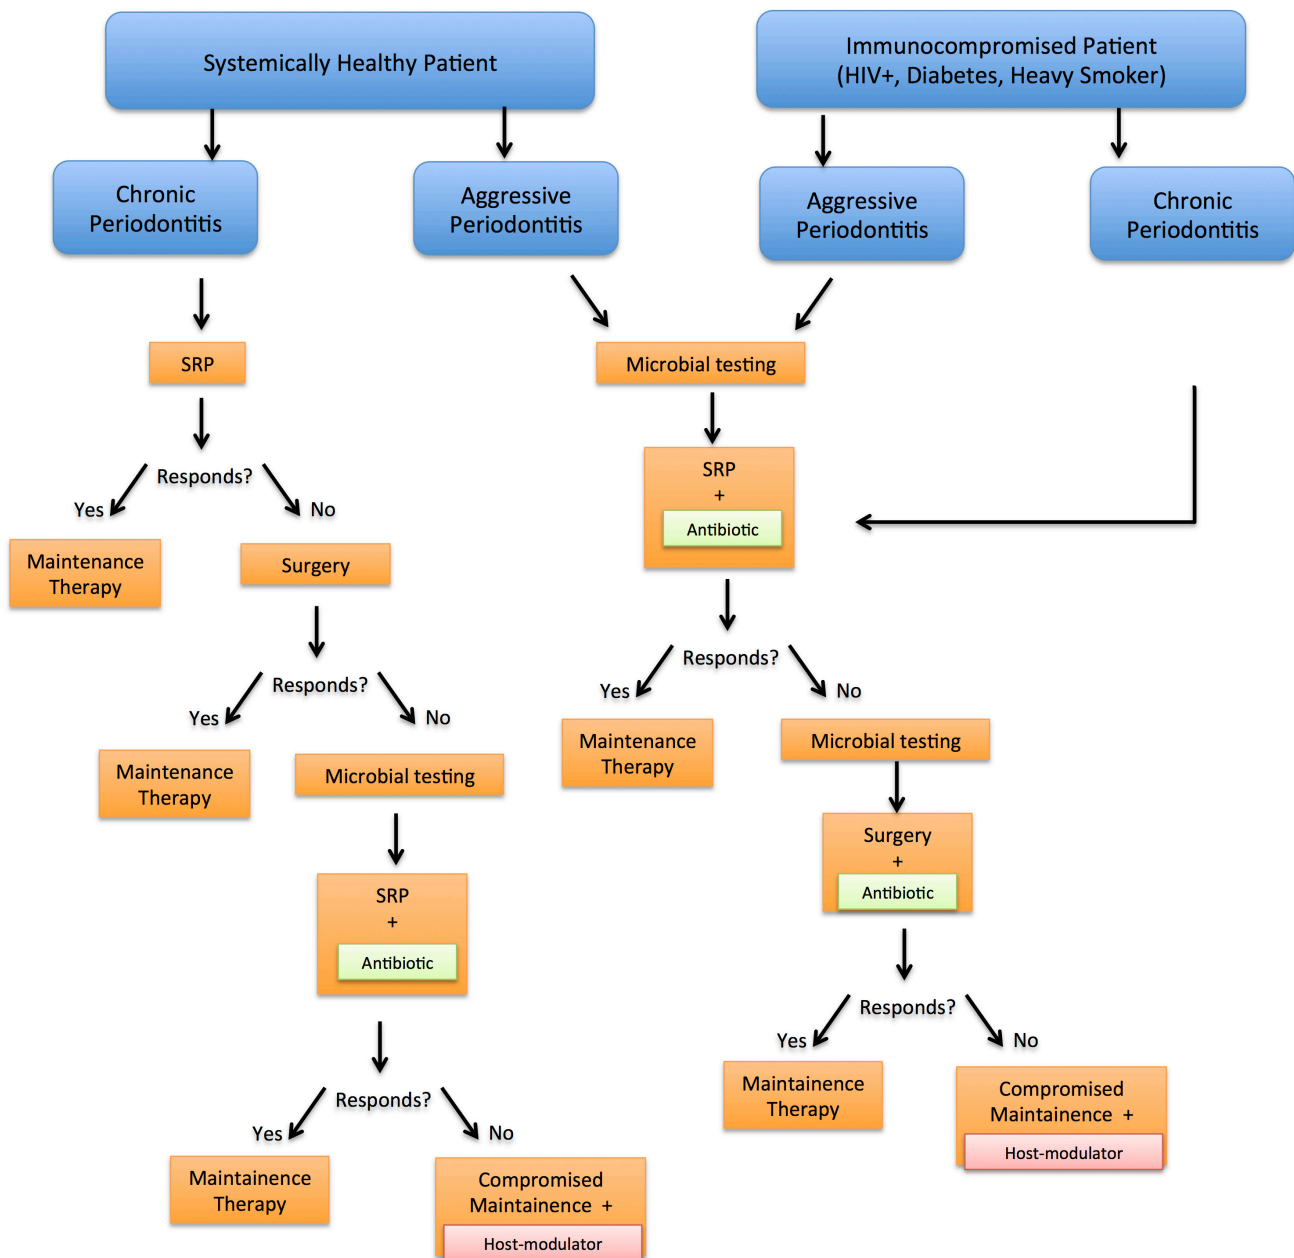 Systemically Healthy Patient
Immunocompromised Patient
(HIV+, Diabetes, Heavy Smoker)
Chronic
Periodontitis
Aggressive
Periodontitis
Aggressive
Periodontitis
Chronic
Periodontitis
SRP
Microbial testing
Responds?
Yes
No
Maintenance
Therapy
Surgery
SRP
+
Antibiotic
Responds?
Yes
No
Maintenance
Therapy
Microbial testing
Responds?
Yes
No
Maintenance
Therapy
Microbial testing
SRP
+
Antibiotic
Surgery
+
Antibiotic
Responds?
Yes
No
Maintainence
Therapy
Compromised
Maintainence +
Host-modulator
Responds?
Yes
No
Maintainence
Therapy
Compromised
Maintainence +
Host-modulator